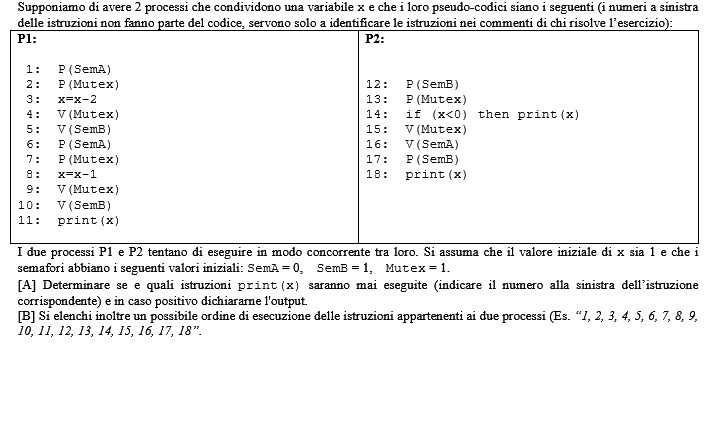 Supponiamo di avere 2 processi che condividono una variabile x e che i loro pseudo-codici siano i seguenti (i numeri a sinistra
delle istruzioni non fanno parte del codice, servono solo a identificare le istruzioni nei commenti di chi risolve l'esercizio):
P1:
1: P(SemA)
2: P(Mutex)
3: x=x-2
4: V(Mutex)
5: V(SemB)
6: P(SemA)
7: P(Mutex)
8: x=x-1
9: V(Mutex)
10: V(SemB)
11: print(x)
P2:
12: P(SemB)
13: P(Mutex)
14: if (x<0) then print(x)
15: V(Mutex)
16: V(SemA)
17: P(SemB)
18: print(x)
I due processi P1 e P2 tentano di eseguire in modo concorrente tra loro. Si assuma che il valore iniziale di x sia 1 e che i
semafori abbiano i seguenti valori iniziali: SemA = 0, SemB = 1, Mutex = 1.
[A] Determinare se e quali istruzioni print(x) saranno mai eseguite (indicare il numero alla sinistra dell'istruzione
corrispondente) e in caso positivo dichiararne l'output.
[B] Si elenchi inoltre un possibile ordine di esecuzione delle istruzioni appartenenti ai due processi (Es. "1, 2, 3, 4, 5, 6, 7, 8, 9,
10, 11, 12, 13, 14, 15, 16, 17, 18".